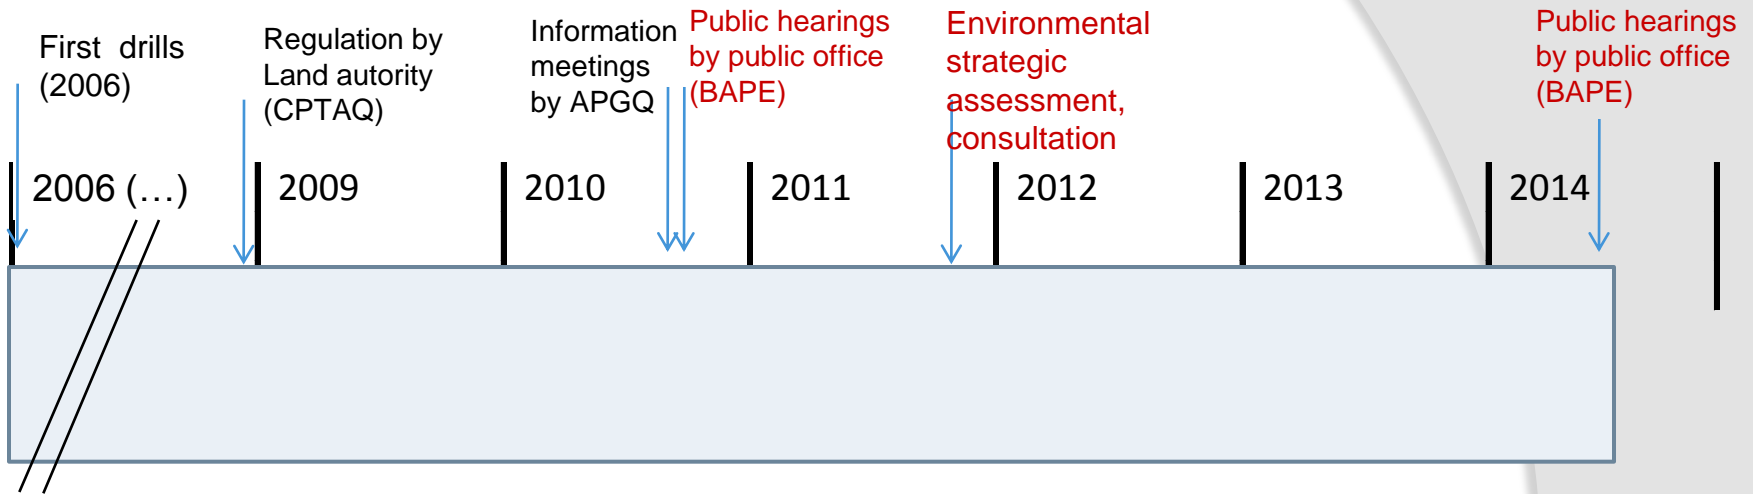 First drills
(2006)
Regulation by
Land autority
(CPTAQ)
Information
meetings
by APGQ
Public hearings
by public office
(BAPE)
Environmental
strategic
assessment,
consultation
Public hearings
by public office
(BAPE)
2006 (...)
2009
2010
2011
2012
2013
2014